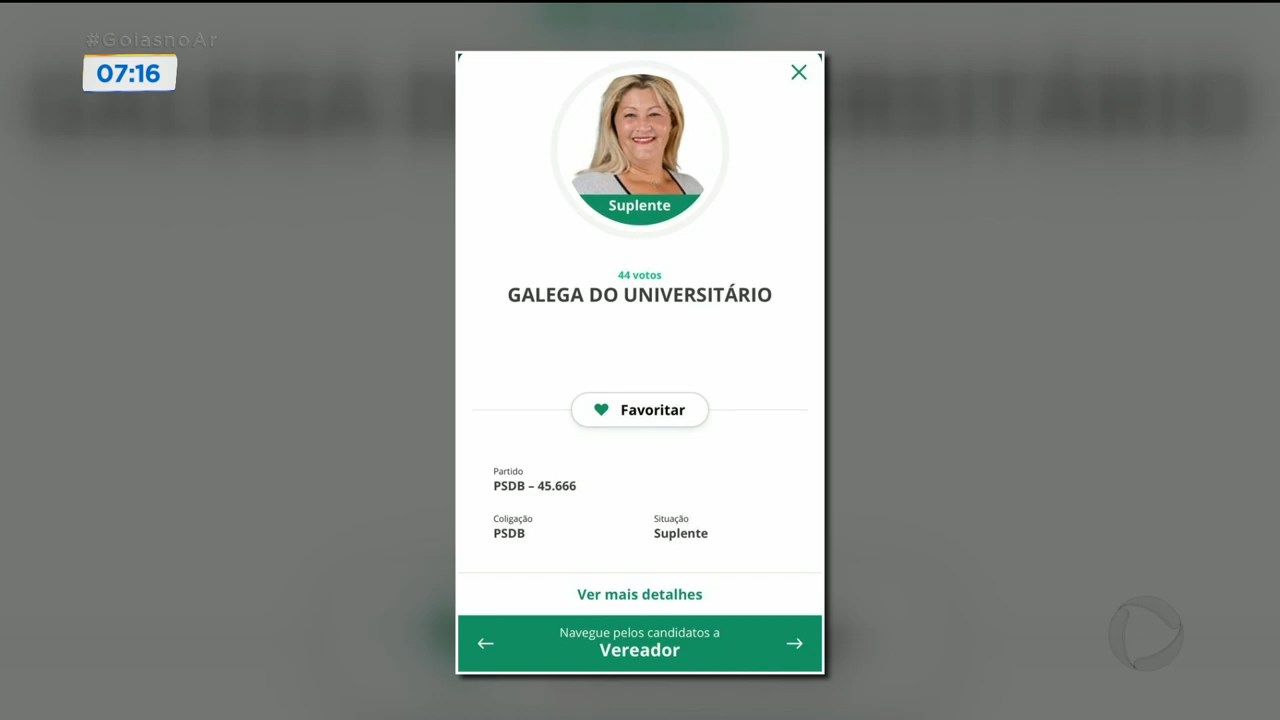 #GoiasnoAr
07:16
Suplente
44 votos
GALEGA DO UNIVERSITÁRIO
Favoritar
Partido
PSDB – 45.666
Coligação
PSDB
Situação
Suplente
Ver mais detalhes
Navegue pelos candidatos a
Vereador